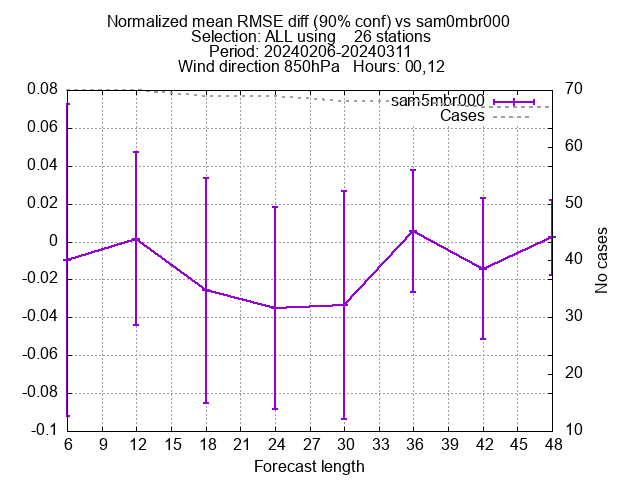 Normalized mean RMSE diff (90% conf) vs sam0mbr000
Selection: ALL using    26 stations
Period: 20240206-20240311
Wind direction 850hPa   Hours: 00,12
sam5mbr000
Cases
0.08
0.06
0.04
0.02
0
-0.02
-0.04
-0.06
-0.08
-0.1
70
60
50
40
30
20
10
No cases
6 9 12 15 18 21 24 27 30 33 36 39 42 45 48
Forecast length